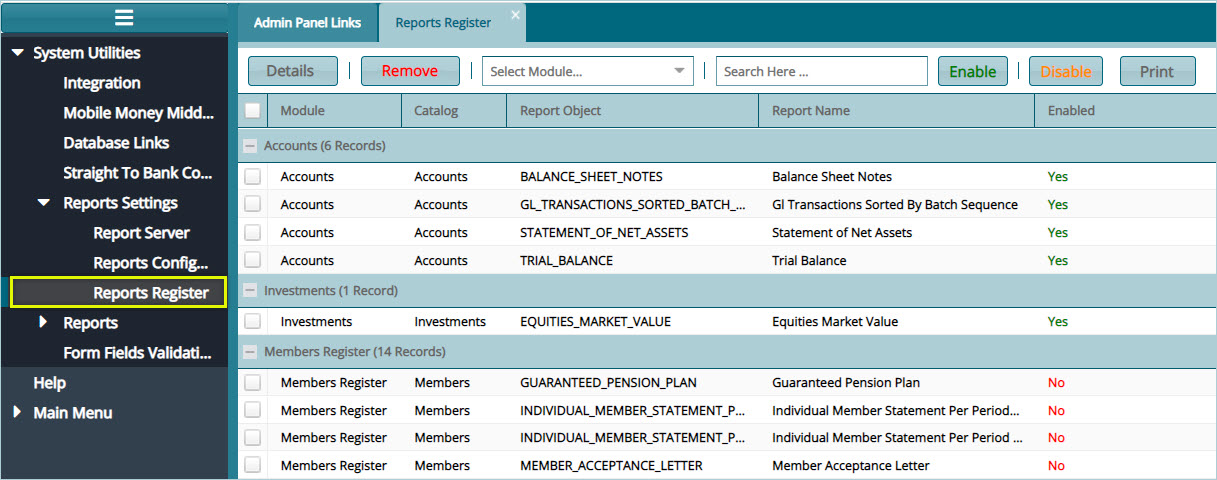 Admin Panel Links Reports Register
System Utilities
Integration
Mobile Money Midd...
Database Links
Straight To Bank Co...
Reports Settings
Report Server
Reports Config...
Reports Register
Reports
Form Fields Validati...
Help
Main Menu
Details Remove Select Module... Search Here ... Enable Disable Print
Module Catalog Report Object Report Name Enabled
Accounts (6 Records)
Accounts Accounts BALANCE_SHEET_NOTES Balance Sheet Notes Yes
Accounts Accounts GL_TRANSACTIONS_SORTED_BATCH_... Gl Transactions Sorted By Batch Sequence Yes
Accounts Accounts STATEMENT_OF_NET_ASSETS Statement of Net Assets Yes
Accounts Accounts TRIAL_BALANCE Trial Balance Yes
Investments (1 Record)
Investments Investments EQUITIES_MARKET_VALUE Equities Market Value Yes
Members Register (14 Records)
Members Register Members GUARANTEED_PENSION_PLAN Guaranteed Pension Plan No
Members Register Members INDIVIDUAL_MEMBER_STATEMENT_P... Individual Member Statement Per Period... No
Members Register Members INDIVIDUAL_MEMBER_STATEMENT_P... Individual Member Statement Per Period ... No
Members Register Members MEMBER_ACCEPTANCE_LETTER Member Acceptance Letter No